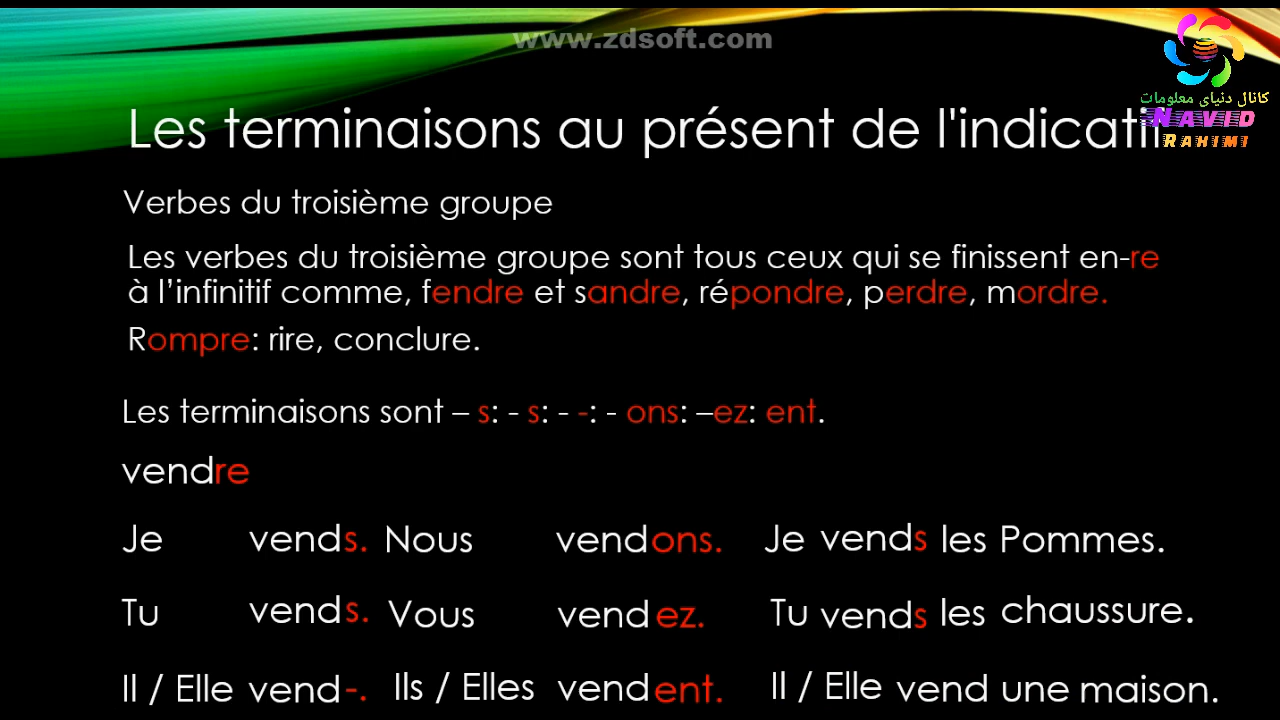 www.zdsoft.com
کانال دنیای معلومات
NAVID
RAHIMI
Les terminaisons au présent de l'indicatif
Verbes du troisième groupe
Les verbes du troisième groupe sont tous ceux qui se finissent en-re
à l’infinitif comme, fendre et sandre, répondre, perdre, mordre.
Rompre: rire, conclure.
Les terminaisons sont – s: - s: - -: - ons: –ez: ent.
vendre
Je vends. Nous vendons. Je vends les Pommes.
Tu vends. Vous vendez. Tu vends les chaussure.
Il / Elle vend-. Ils / Elles vendent. Il / Elle vend une maison.